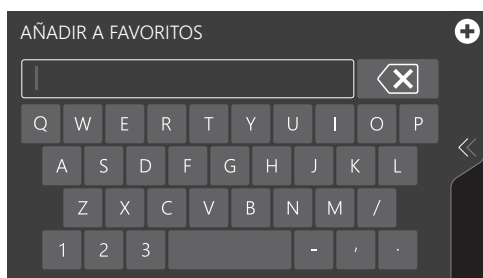 AÑADIR A FAVORITOS
Q W E R T Y U I O P
A S D F G H J K L
Z X C V B N M /
1 2 3 - , .